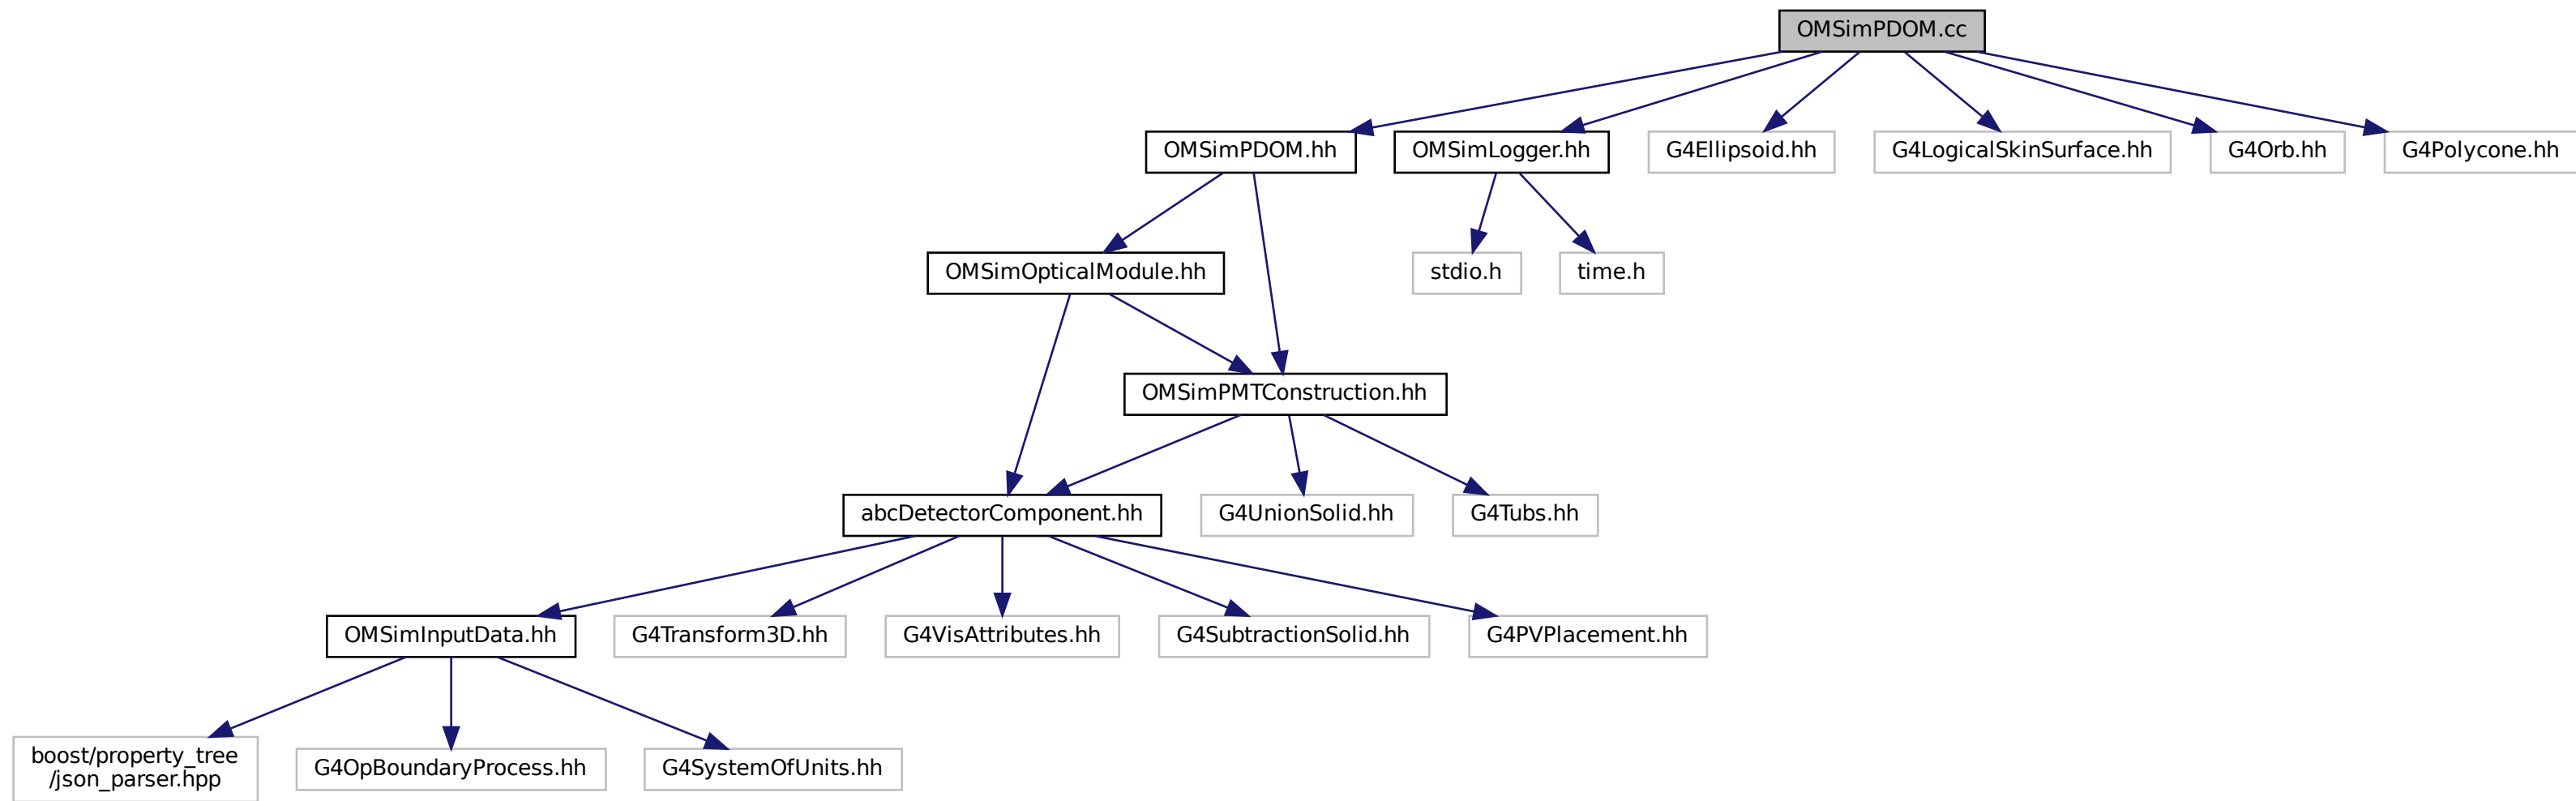 OMSimPDOM.cc
OMSimPDOM.hh
OMSimLogger.hh
G4Ellipsoid.hh
G4LogicalSkinSurface.hh
G4Orb.hh
G4Polycone.hh
OMSimOpticalModule.hh
stdio.h
time.h
OMSimPMTConstruction.hh
abcDetectorComponent.hh
G4UnionSolid.hh
G4Tubs.hh
OMSimInputData.hh
G4Transform3D.hh
G4VisAttributes.hh
G4SubtractionSolid.hh
G4PVPlacement.hh
boost/property_tree
/json_parser.hpp
G4OpBoundaryProcess.hh
G4SystemOfUnits.hh